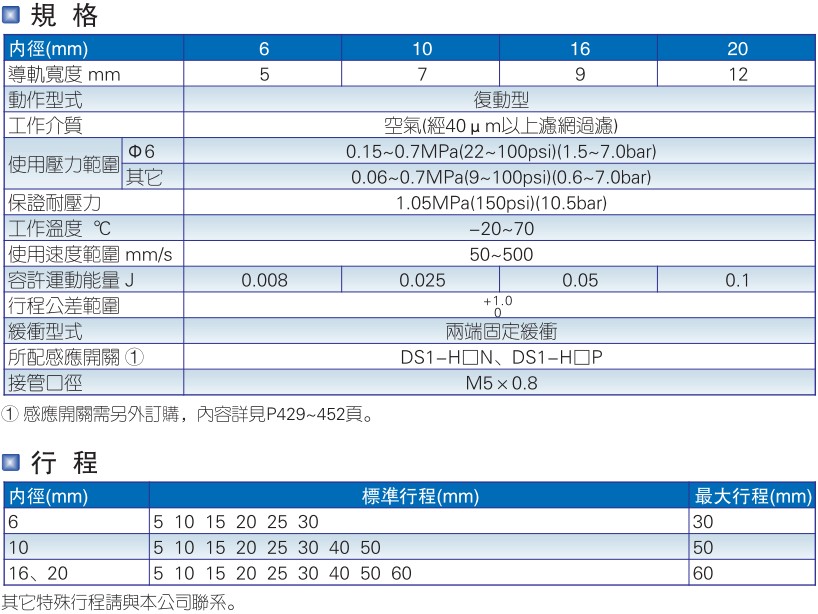 規 格
内徑(mm) 6 10 16 20
導軌寬度 mm 5 7 9 12
動作型式 復動型
工作介質 空氣(經40μm以上濾網過濾)
使用壓力範圍 Φ6 0.15~0.7MPa(22~100psi)(1.5~7.0bar)
其它 0.06~0.7MPa(9~100psi)(0.6~7.0bar)
保證耐壓力 1.05MPa(150psi)(10.5bar)
工作溫度 ℃ −20~70
使用速度範圍 mm/s 50~500
容許運動能量 J 0.008 0.025 0.05 0.1
行程公差範圍 +1.0 0
緩衝型式 兩端固定緩衝
所配感應開關 ① DS1−H□N、DS1−H□P
接管口徑 M5×0.8
① 感應開關需另外訂購，內容詳見P429~452頁。
行 程
内徑(mm) 標準行程(mm) 最大行程(mm)
6 5 10 15 20 25 30 30
10 5 10 15 20 25 30 40 50 50
16、20 5 10 15 20 25 30 40 50 60 60
其它特殊行程請與本公司聯系。